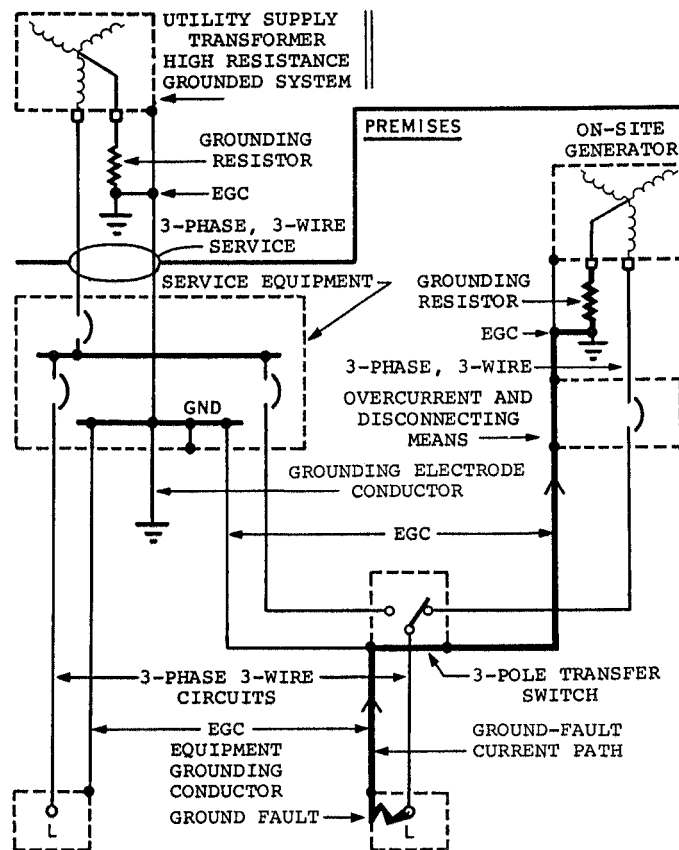 UTILITY SUPPLY
TRANSFORMER
HIGH RESISTANCE
GROUNDED SYSTEM
PREMISES
ON-SITE
GENERATOR
GROUNDING
RESISTOR
EGC
3-PHASE, 3-WIRE
SERVICE
SERVICE EQUIPMENT
GROUNDING
RESISTOR
EGC
3-PHASE, 3-WIRE
OVERCURRENT AND
DISCONNECTING
MEANS
GND
GROUNDING ELECTRODE
CONDUCTOR
EGC
3-PHASE 3-WIRE
CIRCUITS
3-POLE TRANSFER
SWITCH
EGC
EQUIPMENT
GROUNDING
CONDUCTOR
GROUND-FAULT
CURRENT PATH
GROUND FAULT
L
L